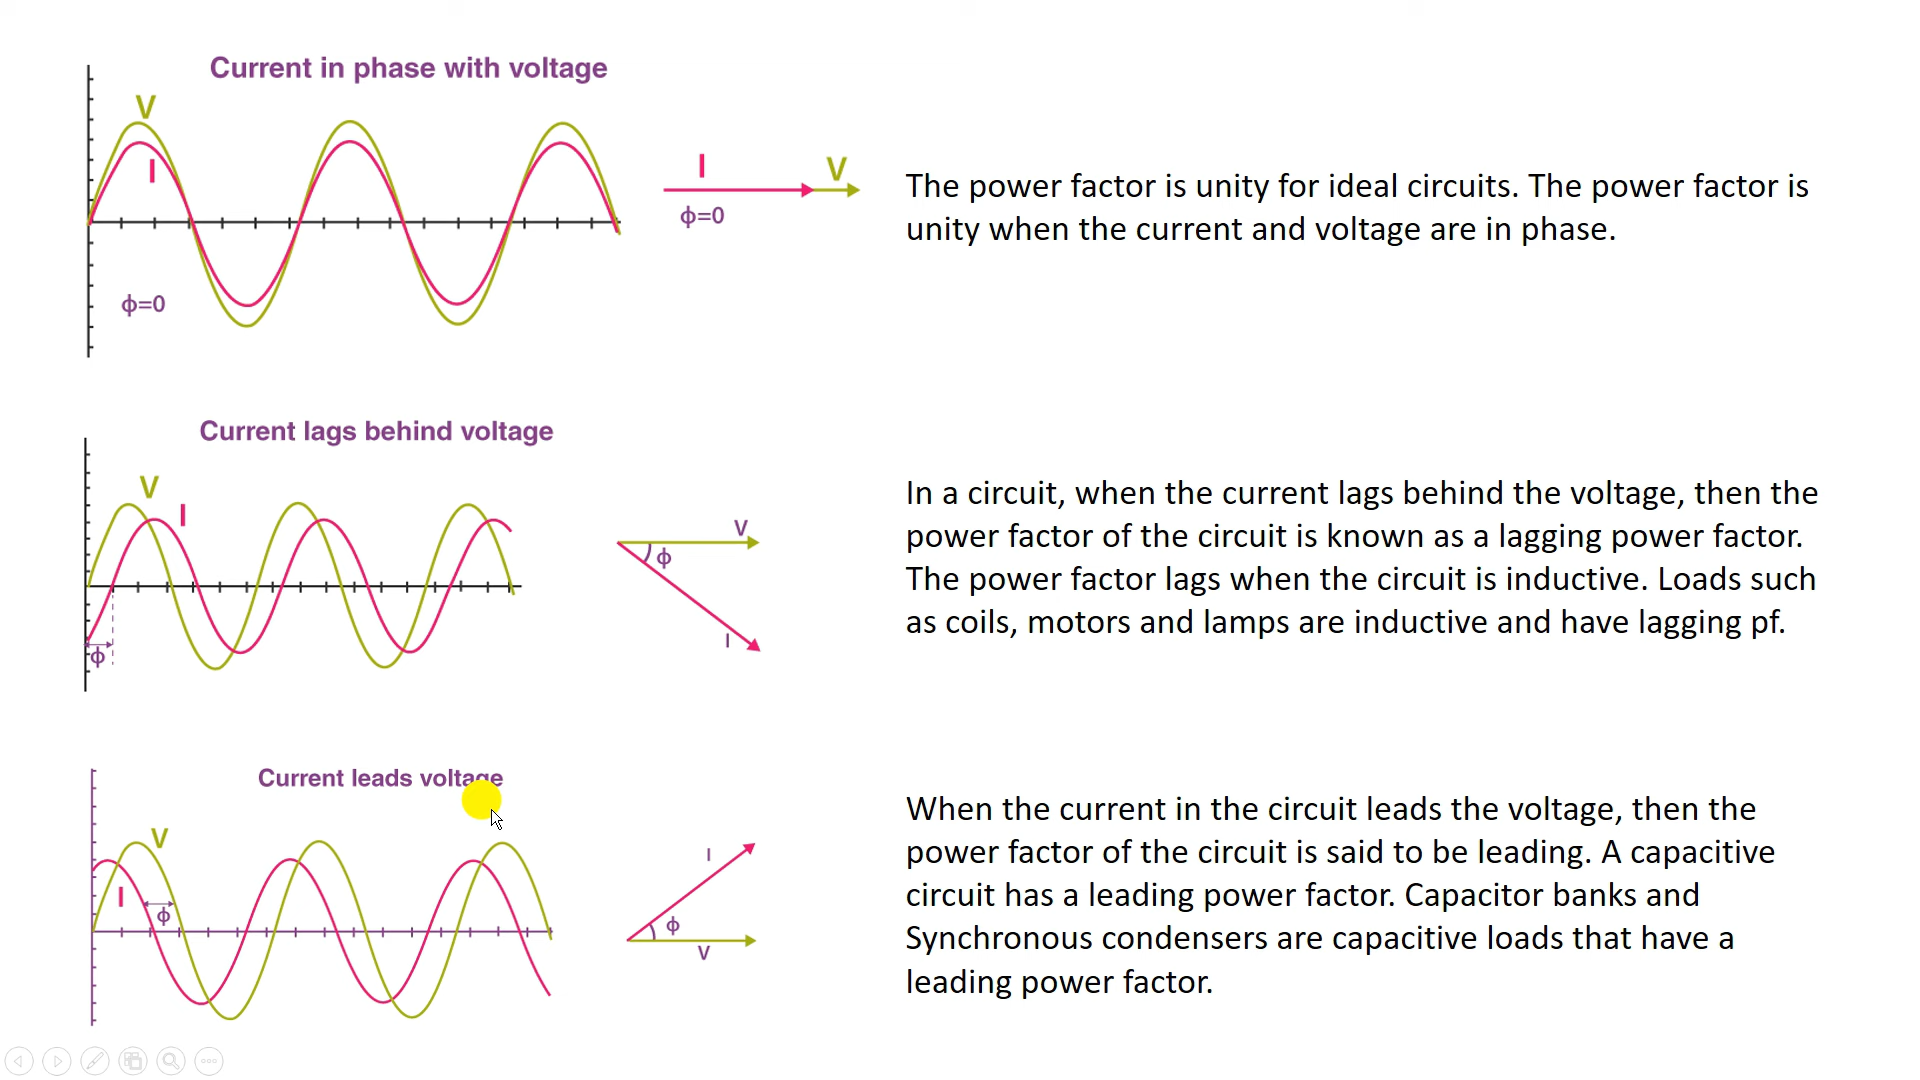 Current in phase with voltage
V
I
I
V
ϕ=0
ϕ=0
The power factor is unity for ideal circuits. The power factor is
unity when the current and voltage are in phase.
Current lags behind voltage
V
I
V
ϕ
I
ϕ
In a circuit, when the current lags behind the voltage, then the
power factor of the circuit is known as a lagging power factor.
The power factor lags when the circuit is inductive. Loads such
as coils, motors and lamps are inductive and have lagging pf.
Current leads voltage
V
I
ϕ
I
ϕ
V
When the current in the circuit leads the voltage, then the
power factor of the circuit is said to be leading. A capacitive
circuit has a leading power factor. Capacitor banks and
Synchronous condensers are capacitive loads that have a
leading power factor.